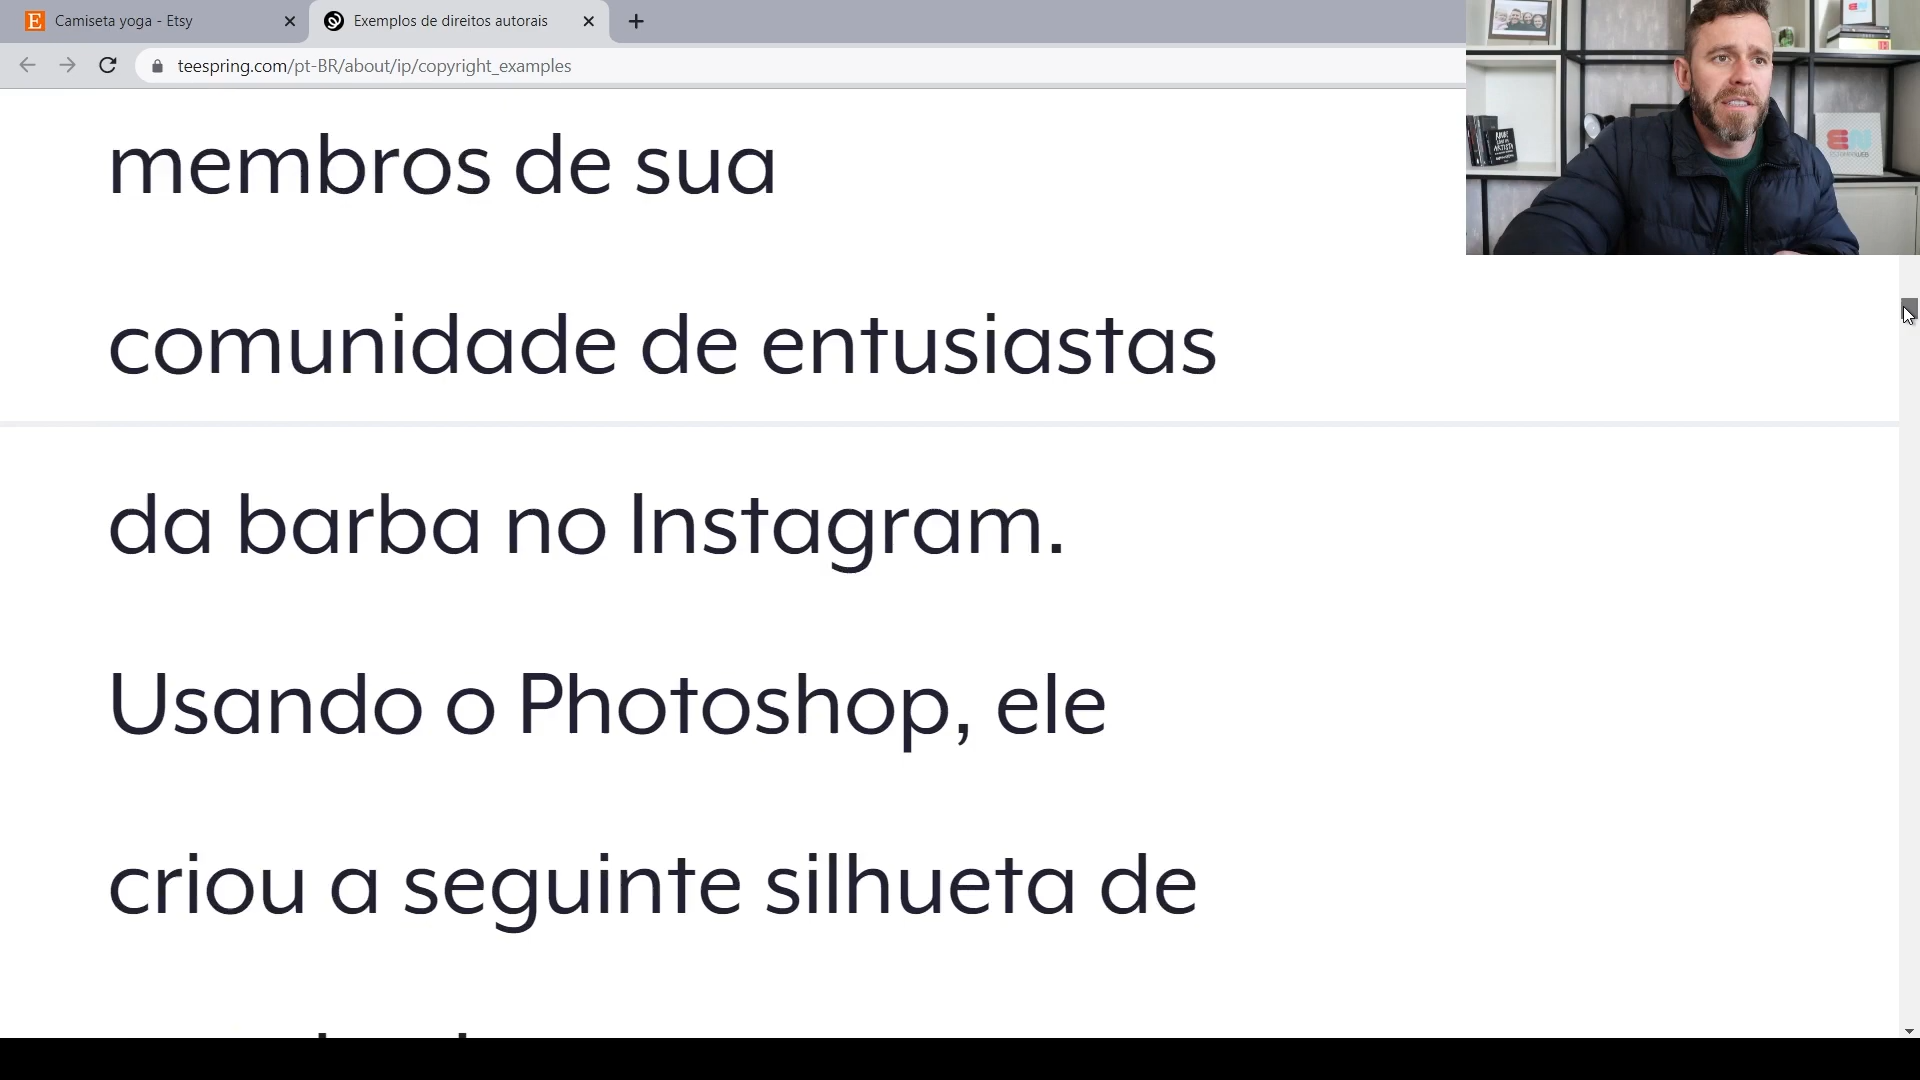 Camiseta yoga - Etsy
Exemplos de direitos autorais
teespring.com/pt-BR/about/ip/copyright_examples
membros de sua
comunidade de entusiastas
da barba no Instagram.
Usando o Photoshop, ele
criou a seguinte silhueta de